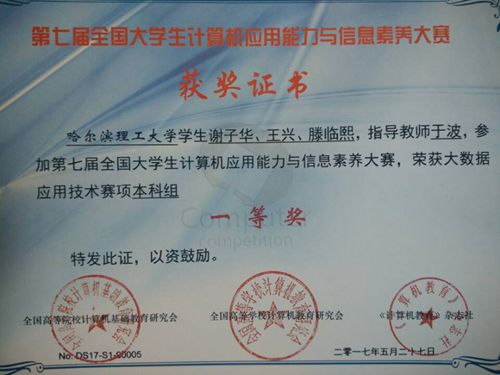 第七届全国大学生计算机应用能力与信息素养大赛
获奖证书
哈尔滨理工大学学生谢子华、王兴、滕临熙，指导教师于波，参
加第七届全国大学生计算机应用能力与信息素养大赛，荣获大数据
应用技术赛项本科组
Computer
competition
一等奖
特发此证，以资鼓励。
全国高等院校计算机基础教育研究会
全国高等学校计算机教育研究会
《计算机教育》杂志社
No. DS17-S1-90005
二零一七年五月二十七日